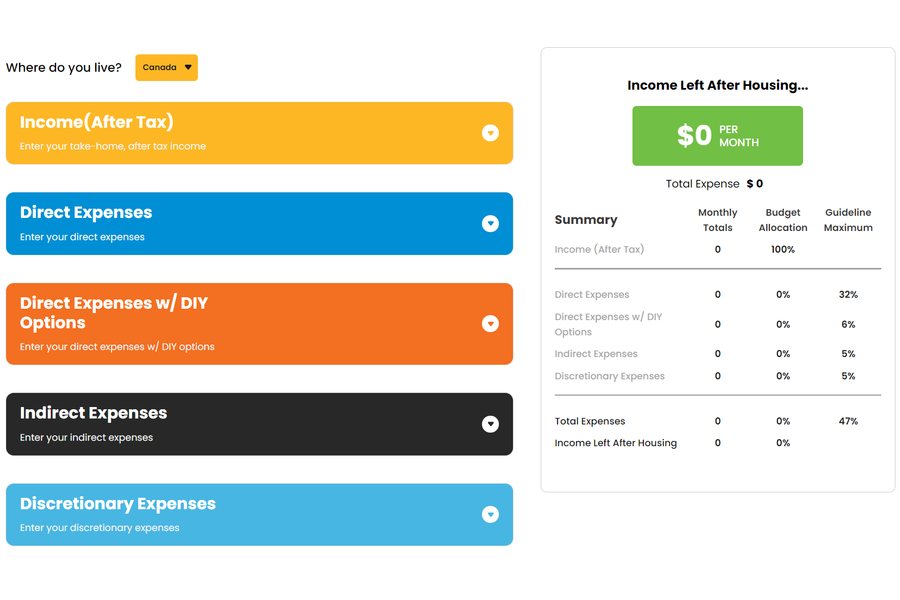 Where do you live?
Canada
Income(After Tax)
Enter your take-home, after tax income
Direct Expenses
Enter your direct expenses
Direct Expenses w/ DIY
Options
Enter your direct expenses w/ DIY options
Indirect Expenses
Enter your indirect expenses
Discretionary Expenses
Enter your discretionary expenses
Income Left After Housing...
$0 PER
MONTH
Total Expense $ 0
Summary Monthly Totals Budget Allocation Guideline Maximum
Income (After Tax) 0 100%
Direct Expenses 0 0% 32%
Direct Expenses w/ DIY
Options 0 0% 6%
Indirect Expenses 0 0% 5%
Discretionary Expenses 0 0% 5%
Total Expenses 0 0% 47%
Income Left After Housing 0 0%